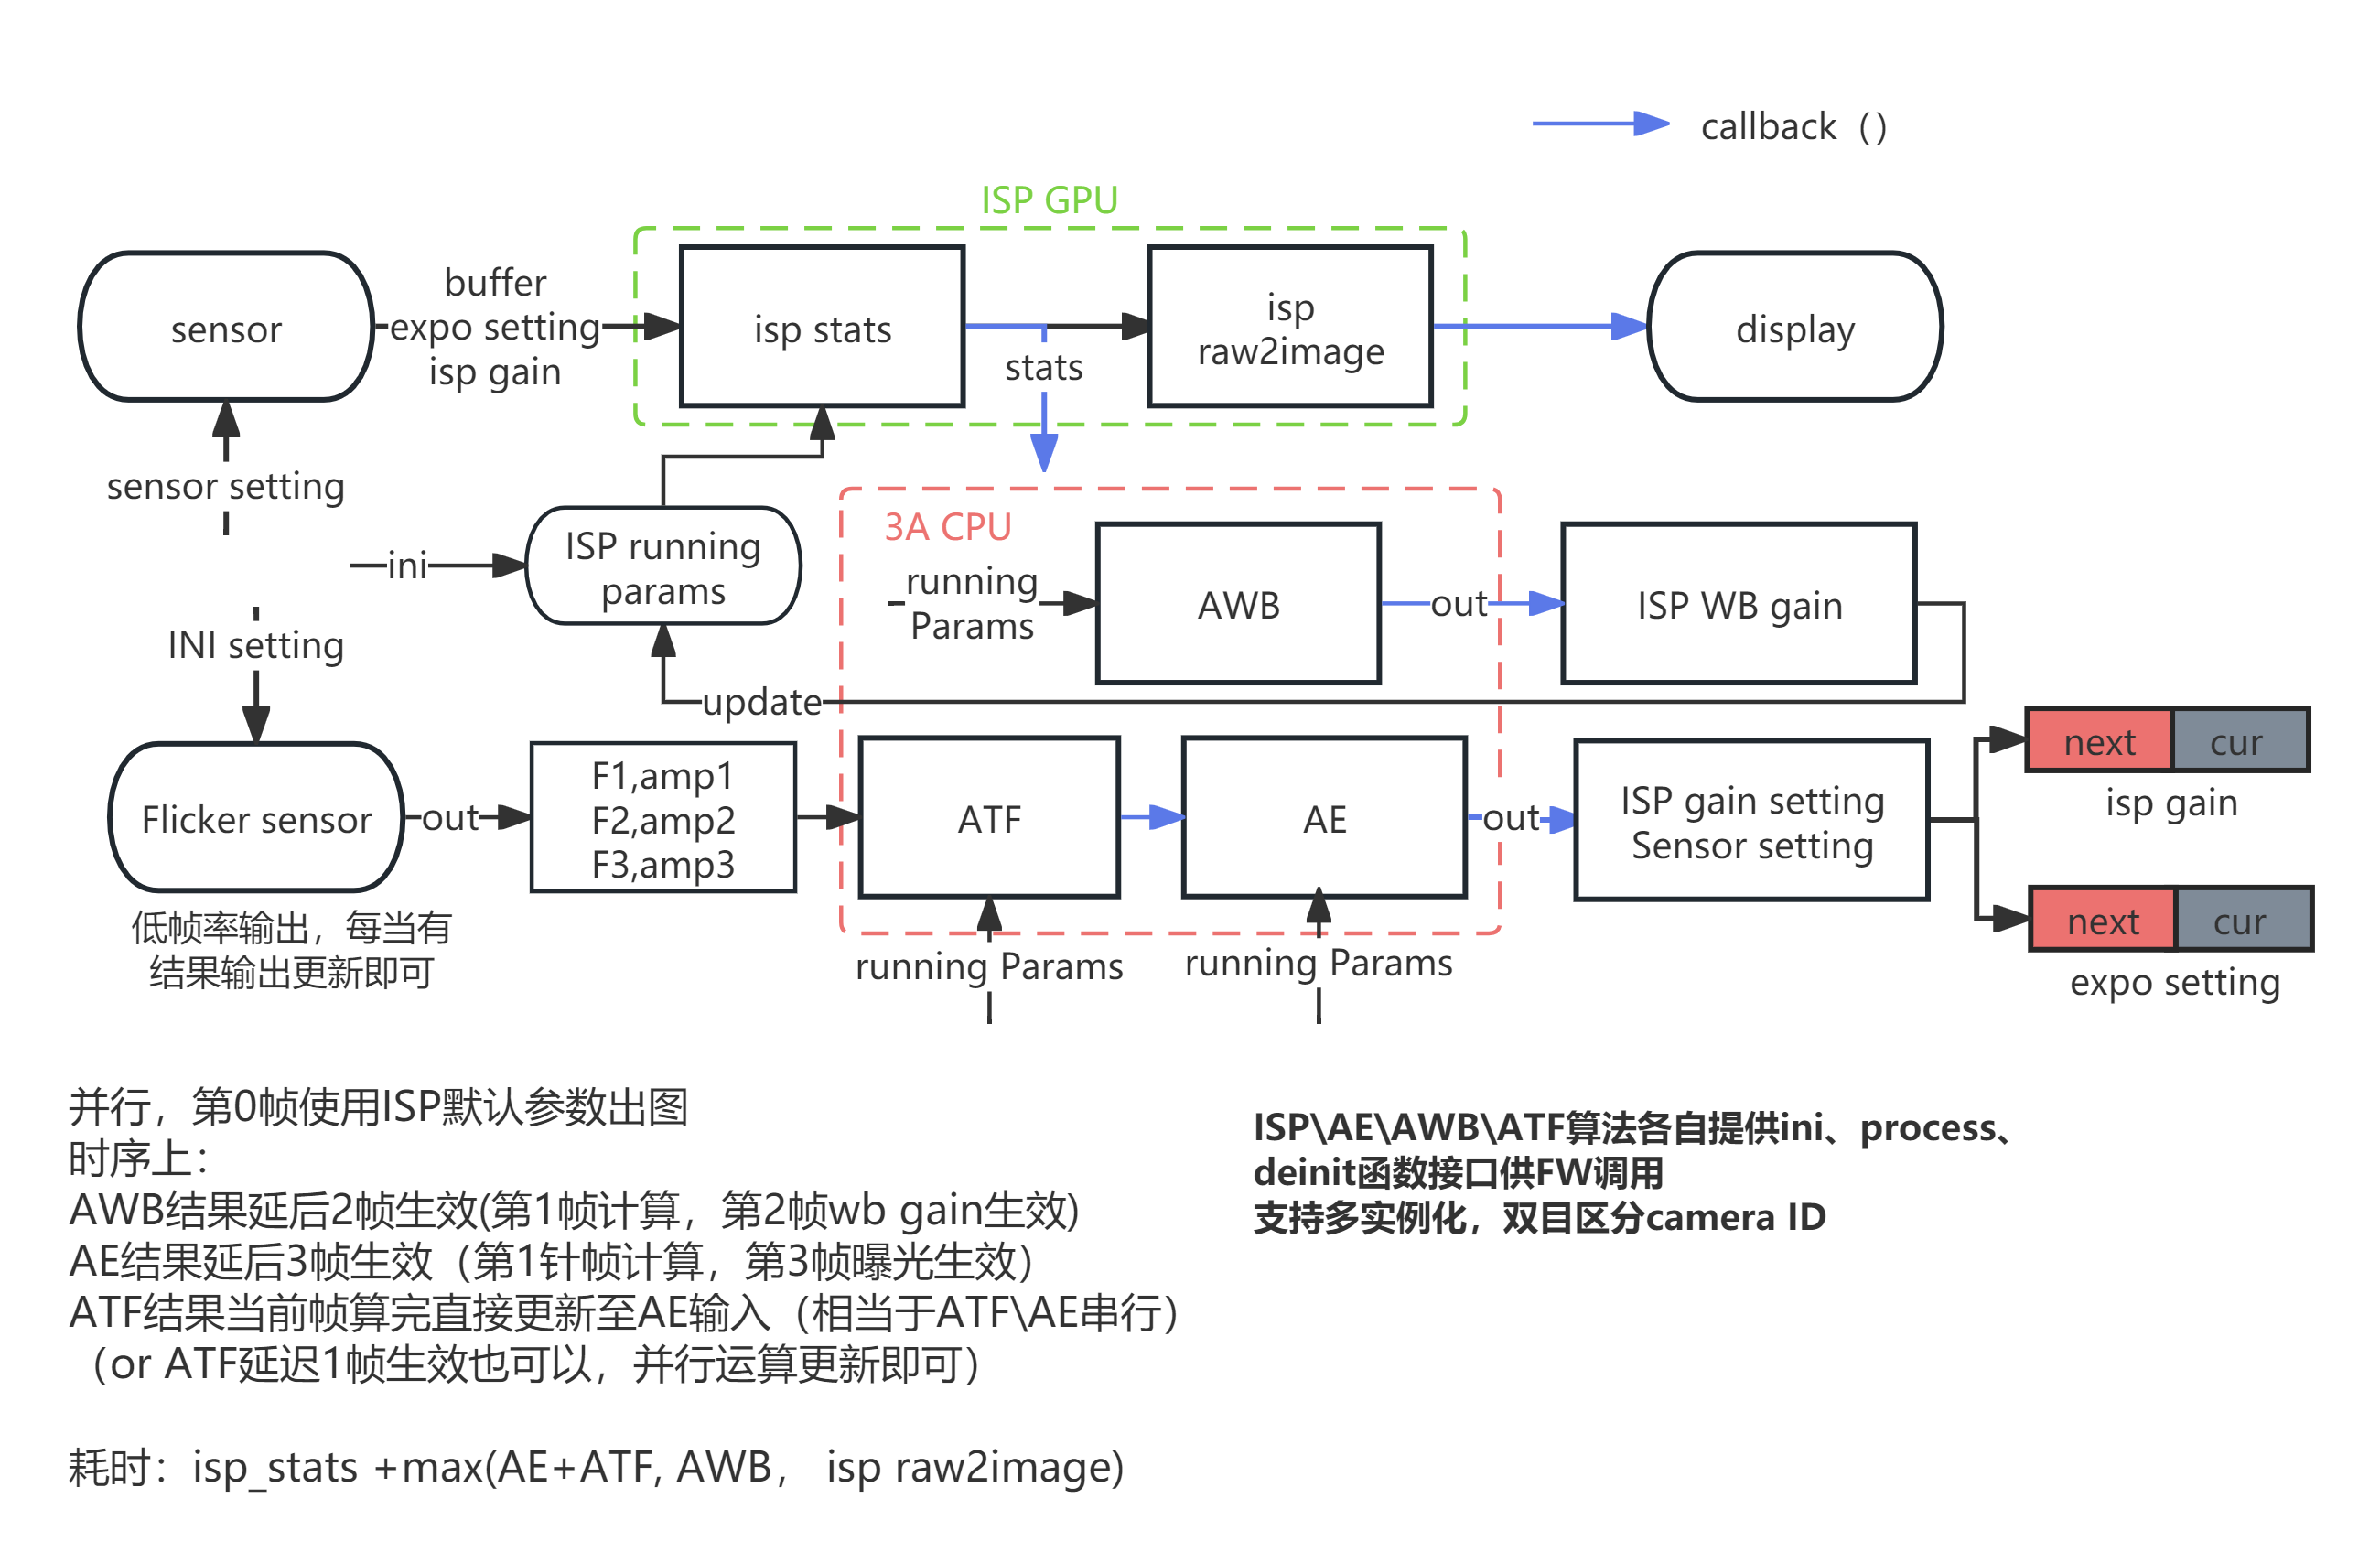 callback（）
ISP GPU
sensor
buffer
expo setting
isp gain
isp stats
stats
isp
raw2image
display
sensor setting
ini
ISP running
params
3A CPU
running
Params
AWB
out
ISP WB gain
INI setting
update
Flicker sensor
out
F1,amp1
F2,amp2
F3,amp3
ATF
AE
out
ISP gain setting
Sensor setting
next
cur
isp gain
next
cur
expo setting
低帧率输出，每当有
结果输出更新即可
running Params
running Params
并行，第0帧使用ISP默认参数出图
时序上：
AWB结果延后2帧生效(第1帧计算，第2帧wb gain生效)
AE结果延后3帧生效（第1针帧计算，第3帧曝光生效）
ATF结果当前帧算完直接更新至AE输入（相当于ATF\AE串行）
（or ATF延迟1帧生效也可以，并行运算更新即可）
耗时：isp_stats +max(AE+ATF, AWB， isp raw2image)
ISP\AE\AWB\ATF算法各自提供ini、process、
deinit函数接口供FW调用
支持多实例化，双目区分camera ID